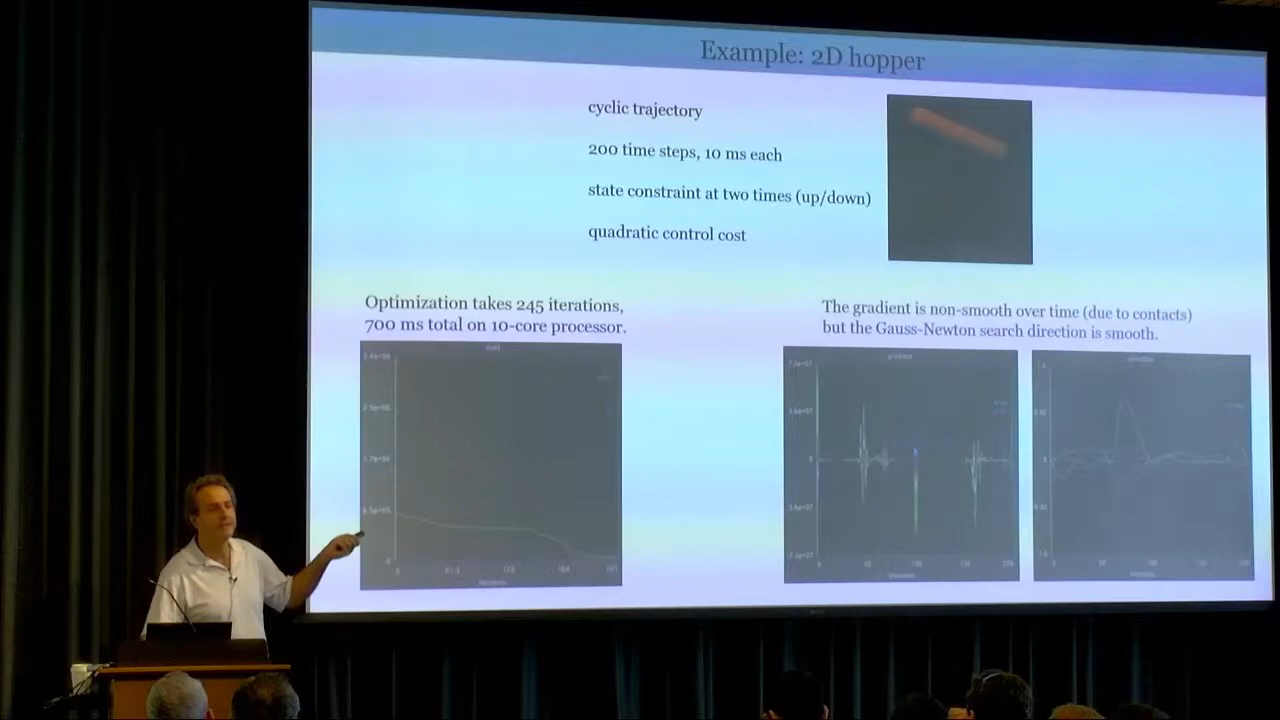 Example: 2D hopper
cyclic trajectory
200 time steps, 10 ms each
state constraint at two times (up/down)
quadratic control cost
Optimization takes 245 iterations,
700 ms total on 10-core processor.
The gradient is non-smooth over time (due to contacts)
but the Gauss-Newton search direction is smooth.